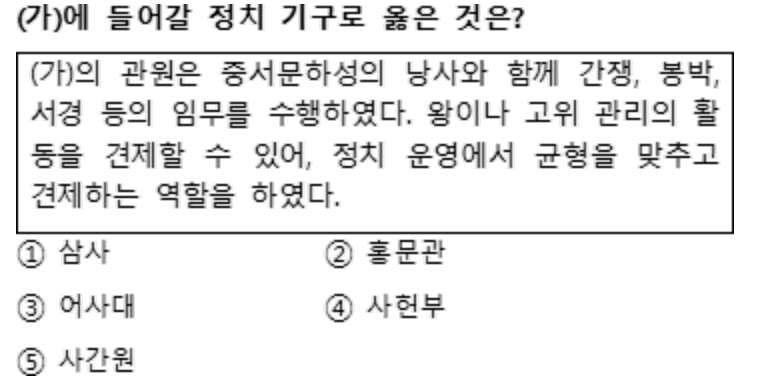 (가)에 들어갈 정치 기구로 옳은 것은?
(가)의 관원은 중서문하성의 낭사와 함께 간쟁, 봉박,
서경 등의 임무를 수행하였다. 왕이나 고위 관리의 활
동을 견제할 수 있어, 정치 운영에서 균형을 맞추고
견제하는 역할을 하였다.
① 삼사 ② 홍문관
③ 어사대 ④ 사헌부
⑤ 사간원